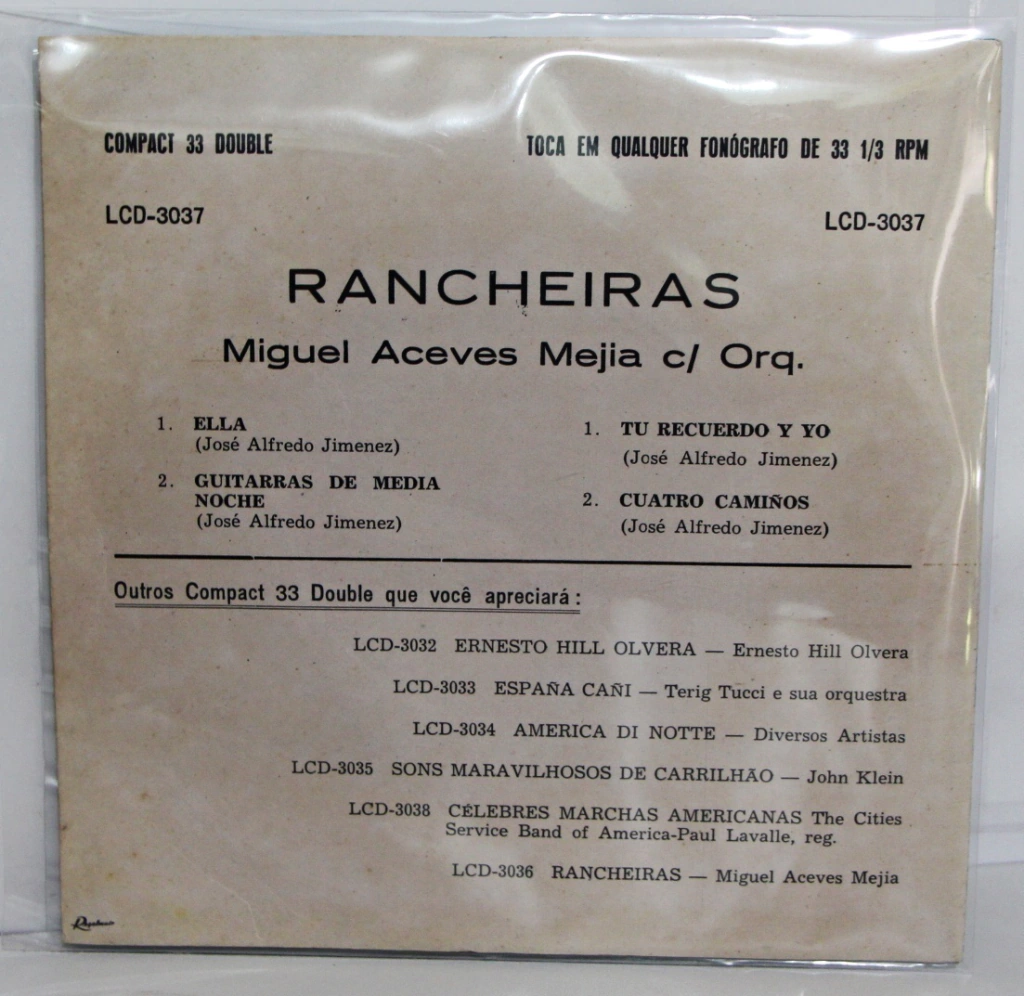 COMPACT 33 DOUBLE
TOCA EM QUALQUER FONÓGRAFO DE 33 1/3 RPM
LCD-3037
LCD-3037
RANCHEIRAS
Miguel Aceves Mejia c/ Orq.
1. ELLA
(José Alfredo Jimenez)
2. GUITARRAS DE MEDIA
NOCHE
(José Alfredo Jimenez)
1. TU RECUERDO Y YO
(José Alfredo Jimenez)
2. CUATRO CAMIÑOS
(José Alfredo Jimenez)
Outros Compact 33 Double que você apreciará:
LCD-3032 ERNESTO HILL OLVERA — Ernesto Hill Olvera
LCD-3033 ESPAÑA CAÑI — Terig Tucci e sua orquestra
LCD-3034 AMERICA DI NOTTE — Diversos Artistas
LCD-3035 SONS MARAVILHOSOS DE CARRILHÃO — John Klein
LCD-3038 CÉLEBRES MARCHAS AMERICANAS The Cities
Service Band of America-Paul Lavalle, reg.
LCD-3036 RANCHEIRAS — Miguel Aceves Mejia